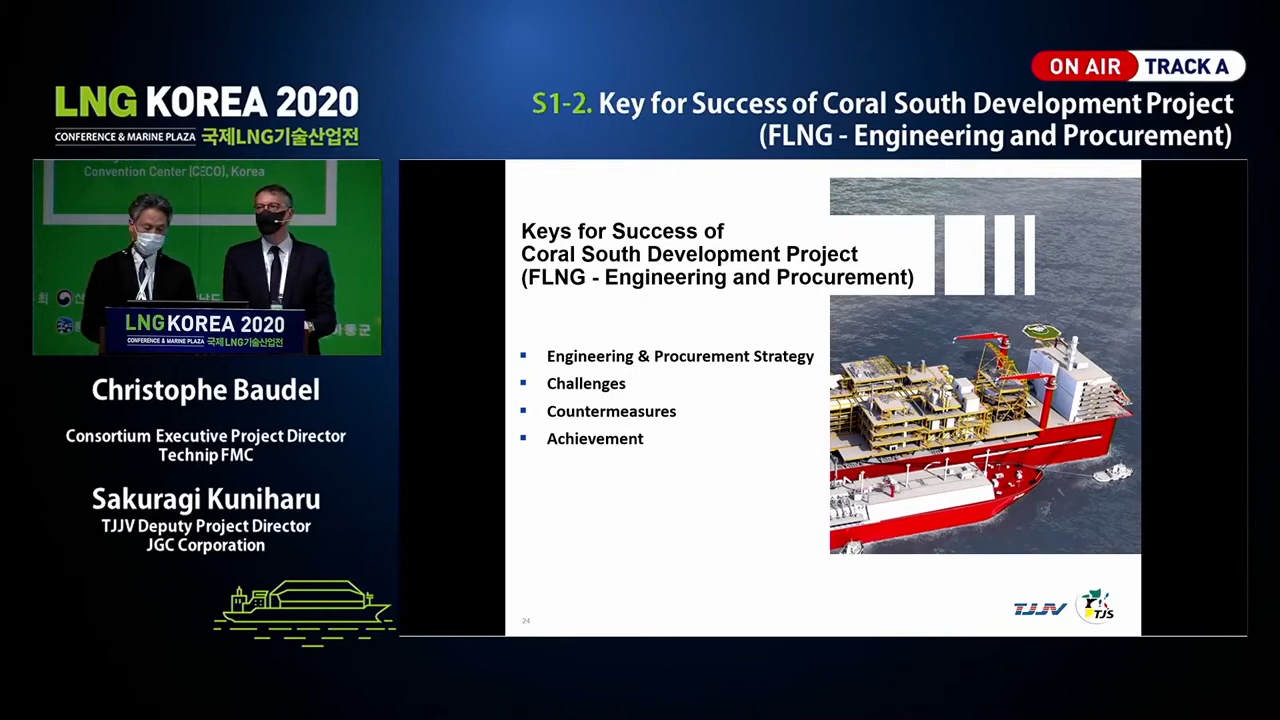 ON AIR TRACK A
LNG KOREA 2020
CONFERENCE & MARINE PLAZA 국제LNG기술산업전
S1-2. Key for Success of Coral South Development Project
(FLNG - Engineering and Procurement)
Convention Center (CECO), Korea
LNG KOREA 2020
CONFERENCE & MARINE PLAZA 국제LNG기술산업전
Christophe Baudel
Consortium Executive Project Director
Technip FMC
Sakuragi Kuniharu
TJJV Deputy Project Director
JGC Corporation
Keys for Success of
Coral South Development Project
(FLNG - Engineering and Procurement)
Engineering & Procurement Strategy
Challenges
Countermeasures
Achievement
24
TJJV
TJS